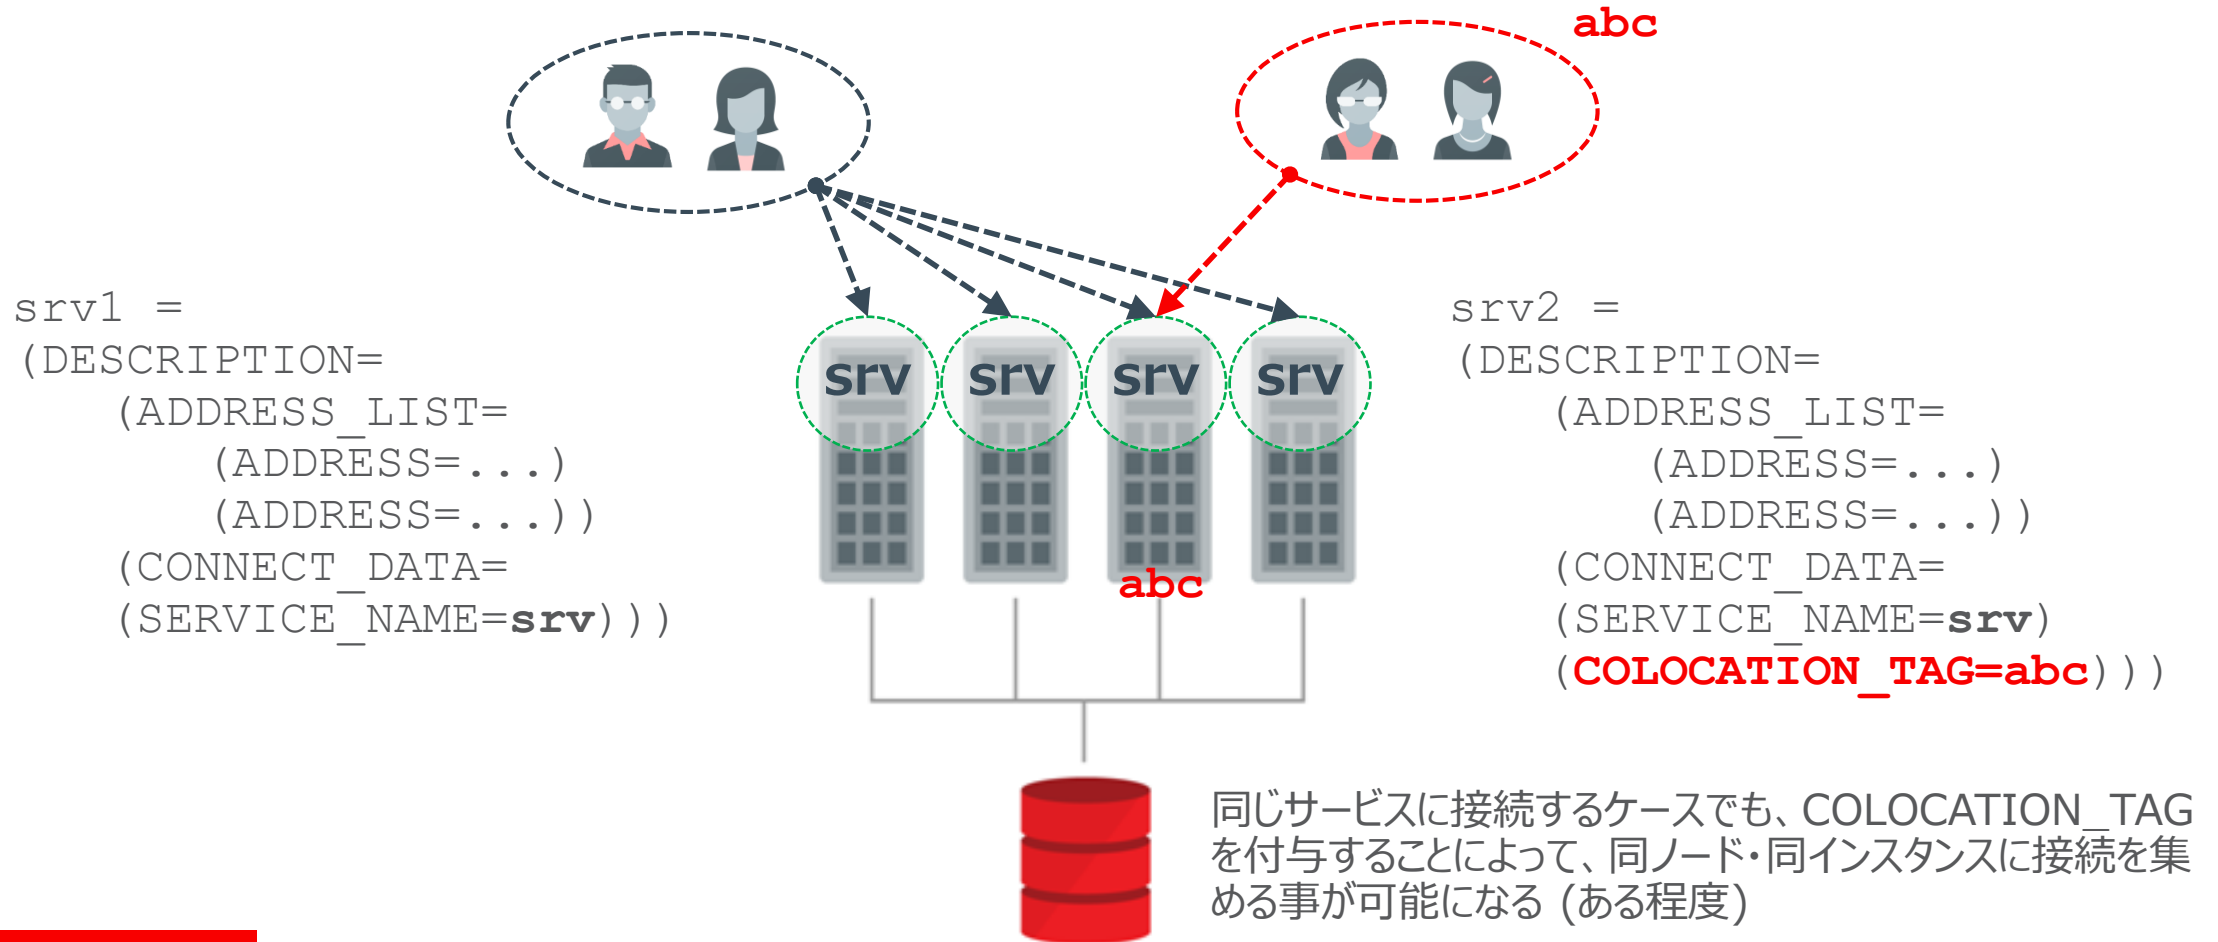 abc
srv1 =
(DESCRIPTION=
(ADDRESS_LIST=
(ADDRESS=...)
(ADDRESS=...))
(CONNECT_DATA=
(SERVICE_NAME=srv)))
srv srv srv srv
abc
srv2 =
(DESCRIPTION=
(ADDRESS_LIST=
(ADDRESS=...)
(ADDRESS=...))
(CONNECT_DATA=
(SERVICE_NAME=srv)
(COLOCATION_TAG=abc)))
同じサービスに接続するケースでも、COLOCATION_TAG
を付与することによって、同ノード・同インスタンスに接続を集
める事が可能になる (ある程度)